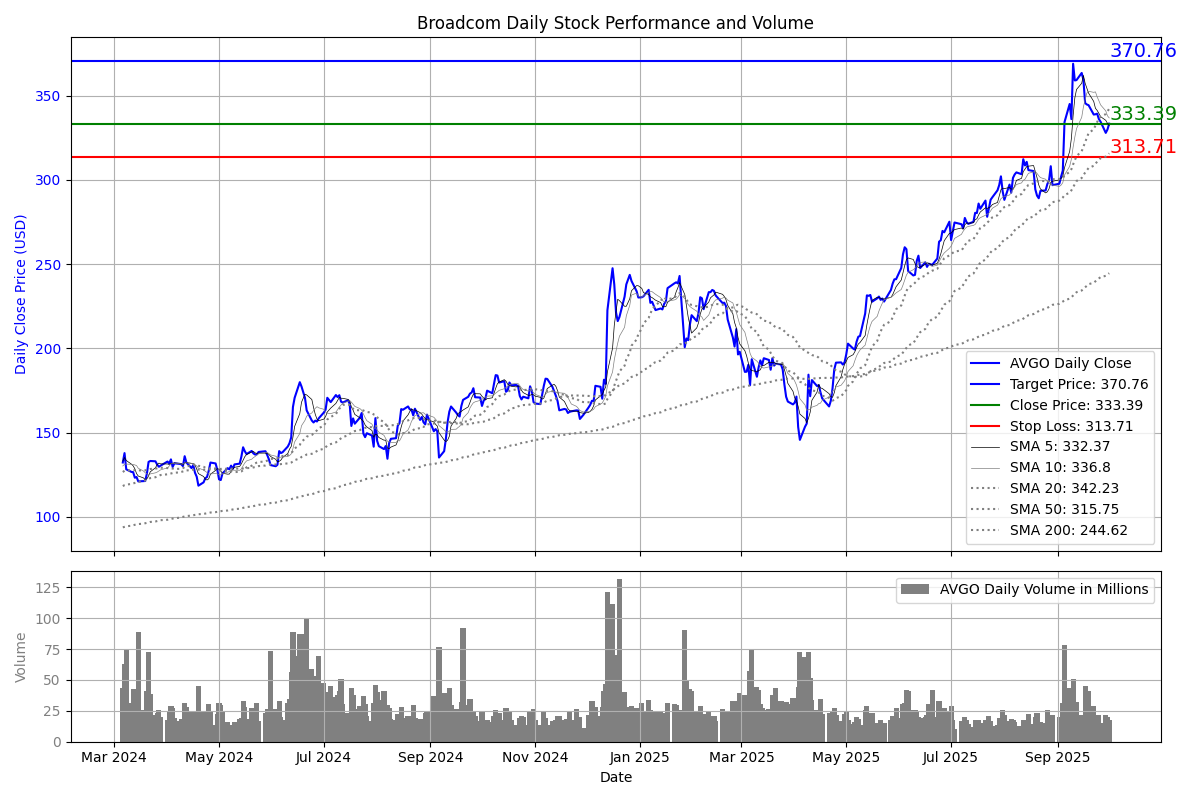 Broadcom Daily Stock Performance and Volume
Daily Close Price (USD)
350
300
250
200
150
100
370.76
333.39
313.71
AVGO Daily Close
Target Price: 370.76
Close Price: 333.39
Stop Loss: 313.71
SMA 5: 332.37
SMA 10: 336.8
SMA 20: 342.23
SMA 50: 315.75
SMA 200: 244.62
Volume
125
100
75
50
25
0
AVGO Daily Volume in Millions
Mar 2024 May 2024 Jul 2024 Sep 2024 Nov 2024 Jan 2025 Mar 2025 May 2025 Jul 2025 Sep 2025
Date